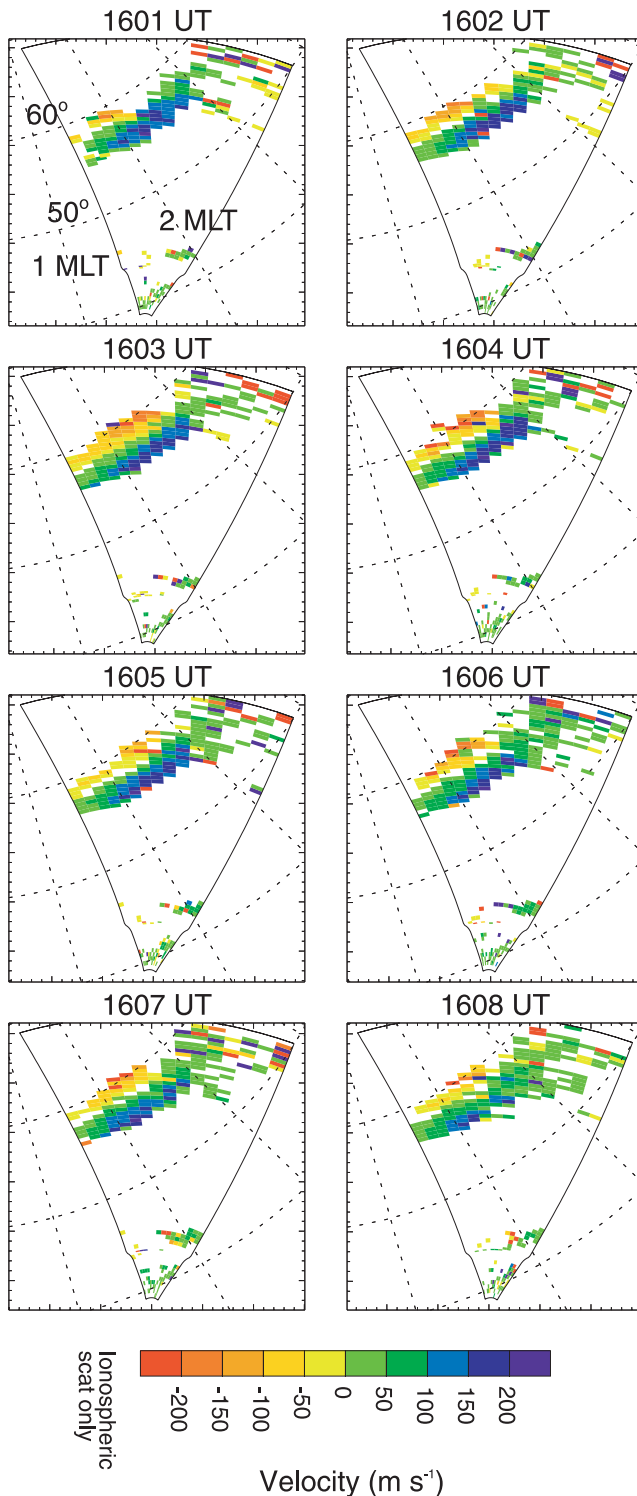 1601 UT
1602 UT
60°
50°
2 MLT
1 MLT
1603 UT
1604 UT
1605 UT
1606 UT
1607 UT
1608 UT
Ionospheric
scat only
-200
-150
-100
-50
0
50
100
150
200
Velocity (m s⁻¹)